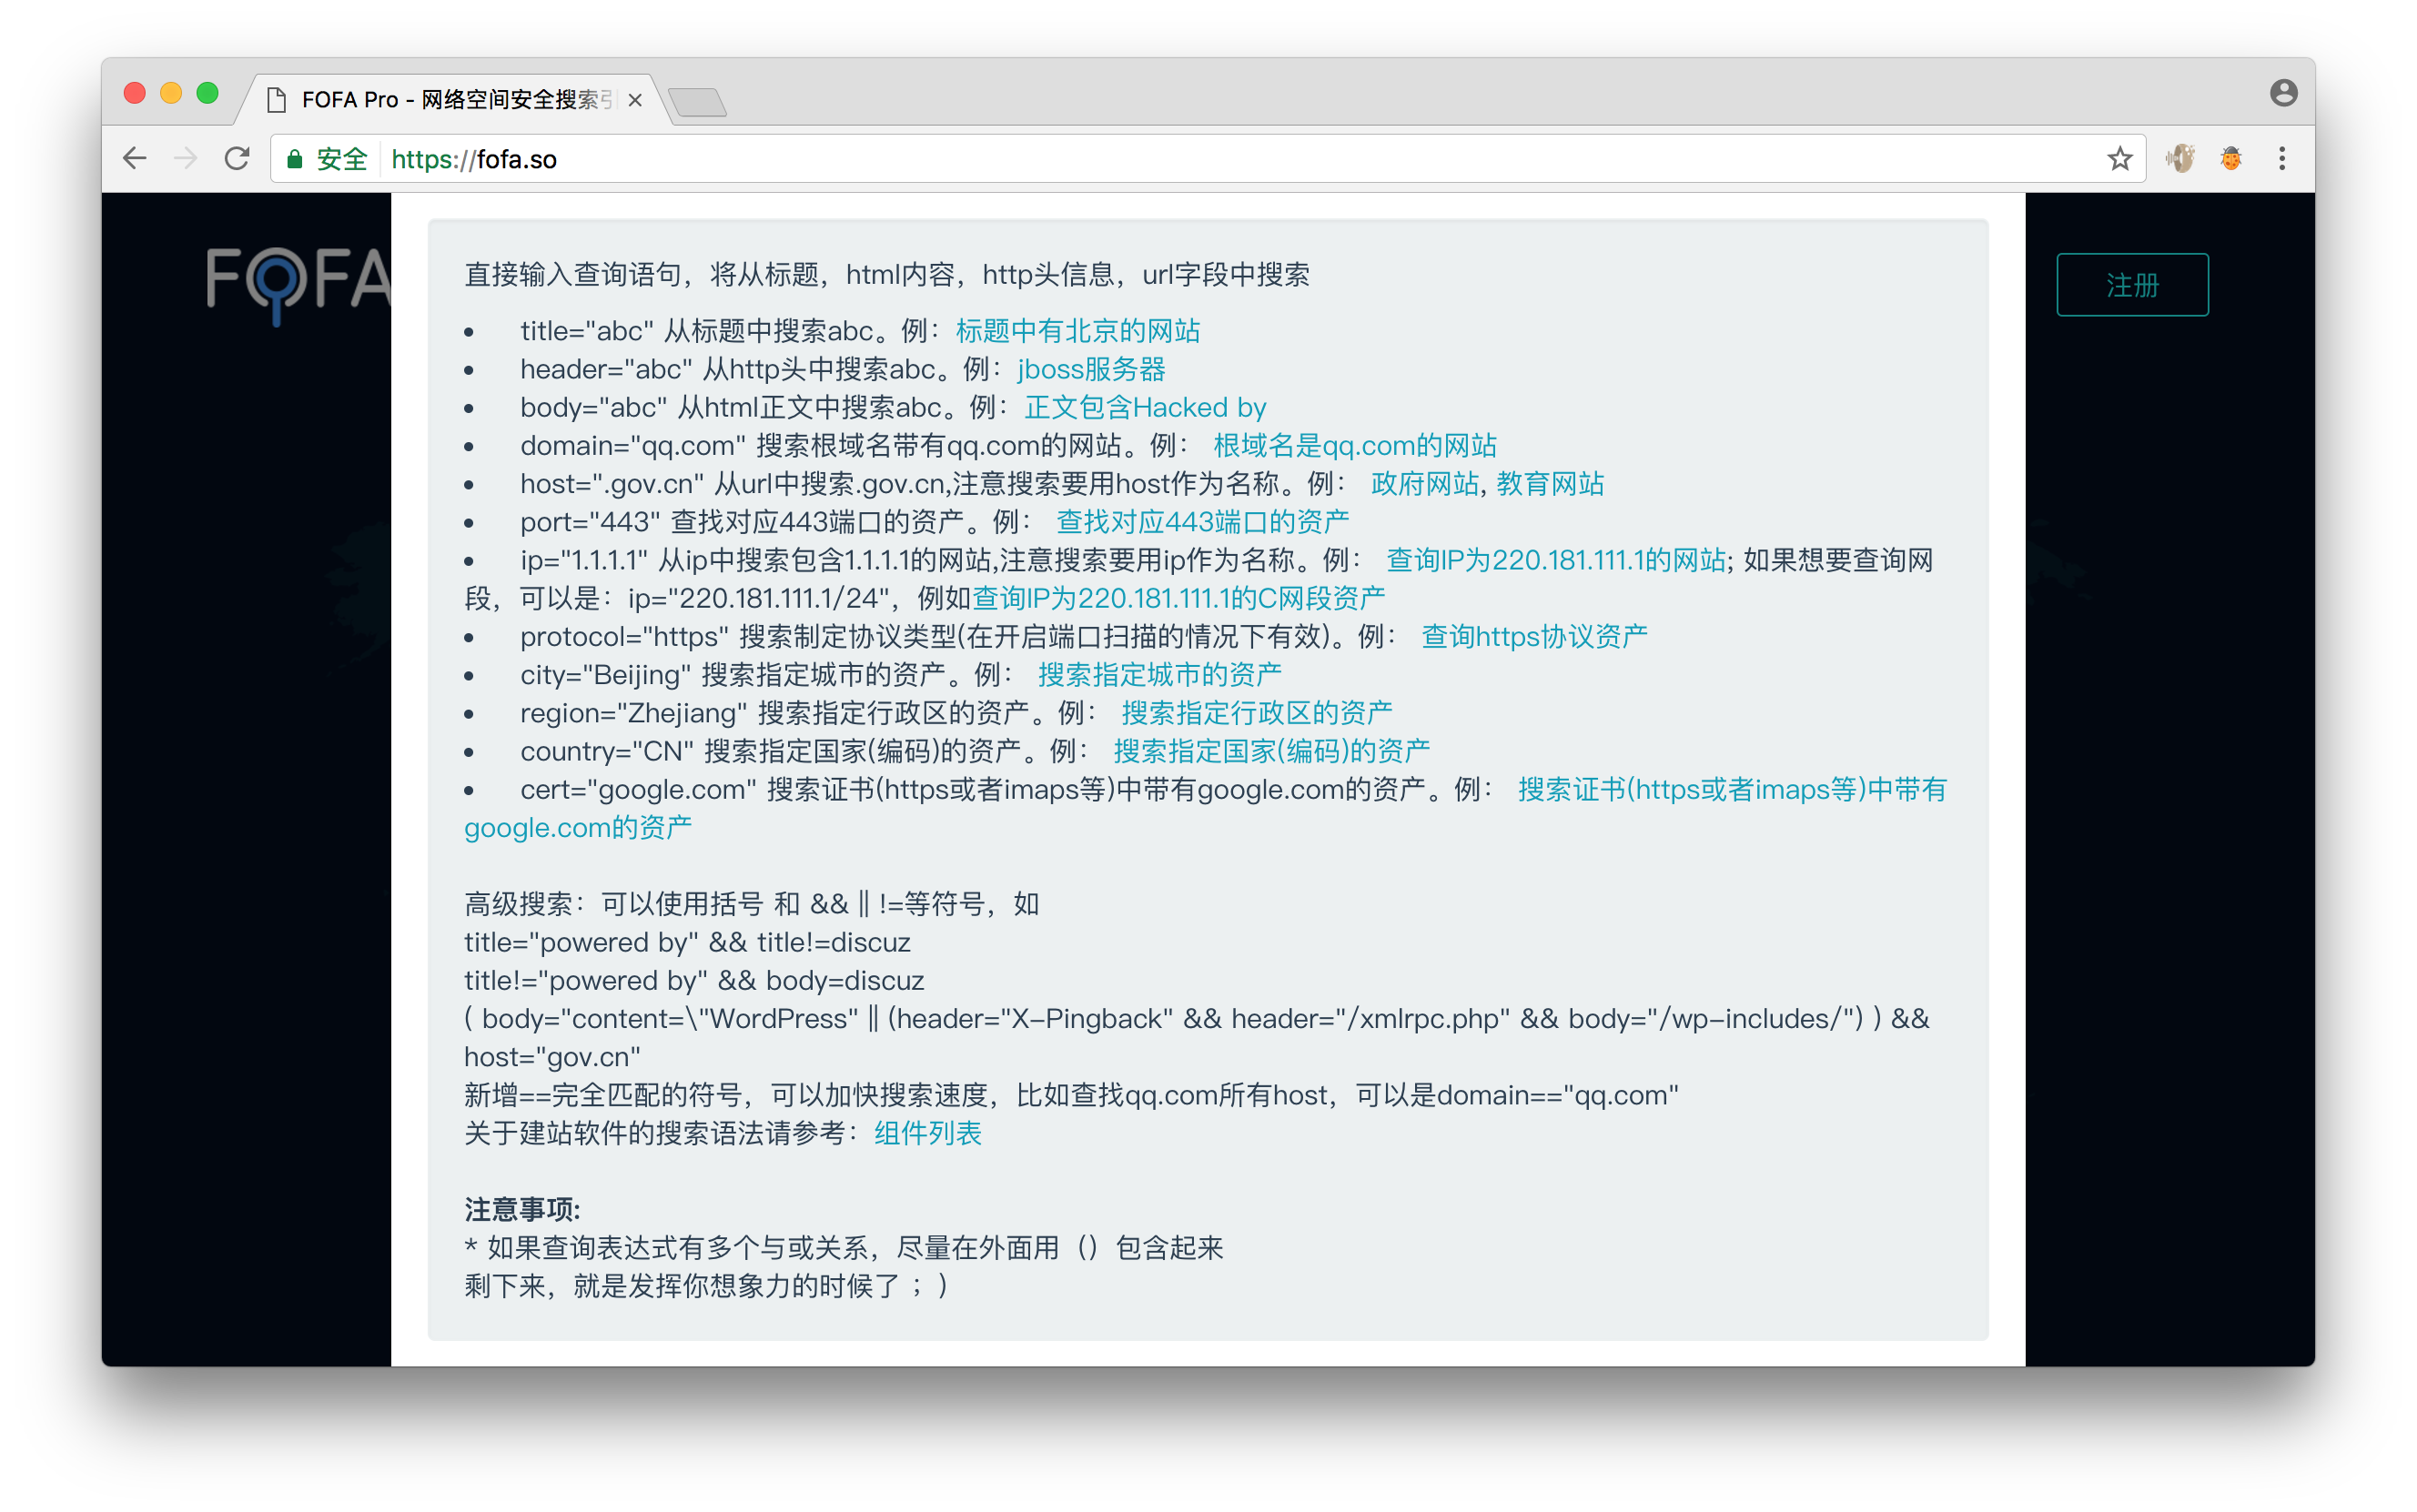 FOFA Pro - 网络空间安全搜索引
安全 https://fofa.so
FOFA
注册
直接输入查询语句，将从标题，html内容，http头信息，url字段中搜索
• title="abc" 从标题中搜索abc。例：标题中有北京的网站
• header="abc" 从http头中搜索abc。例：jboss服务器
• body="abc" 从html正文中搜索abc。例：正文包含Hacked by
• domain="qq.com" 搜索根域名带有qq.com的网站。例： 根域名是qq.com的网站
• host=".gov.cn" 从url中搜索.gov.cn,注意搜索要用host作为名称。例： 政府网站, 教育网站
• port="443" 查找对应443端口的资产。例： 查找对应443端口的资产
• ip="1.1.1.1" 从ip中搜索包含1.1.1.1的网站,注意搜索要用ip作为名称。例： 查询IP为220.181.111.1的网站; 如果想要查询网
段，可以是：ip="220.181.111.1/24"，例如查询IP为220.181.111.1的C网段资产
• protocol="https" 搜索制定协议类型(在开启端口扫描的情况下有效)。例： 查询https协议资产
• city="Beijing" 搜索指定城市的资产。例： 搜索指定城市的资产
• region="Zhejiang" 搜索指定行政区的资产。例： 搜索指定行政区的资产
• country="CN" 搜索指定国家(编码)的资产。例： 搜索指定国家(编码)的资产
• cert="google.com" 搜索证书(https或者imaps等)中带有google.com的资产。例： 搜索证书(https或者imaps等)中带有
google.com的资产
高级搜索：可以使用括号 和 && || !=等符号，如
title="powered by" && title!=discuz
title!="powered by" && body=discuz
( body="content=\"WordPress" || (header="X-Pingback" && header="/xmlrpc.php" && body="/wp-includes/") ) &&
host="gov.cn"
新增==完全匹配的符号，可以加快搜索速度，比如查找qq.com所有host，可以是domain=="qq.com"
关于建站软件的搜索语法请参考：组件列表
注意事项:
* 如果查询表达式有多个与或关系，尽量在外面用（）包含起来
剩下来，就是发挥你想象力的时候了 ；)